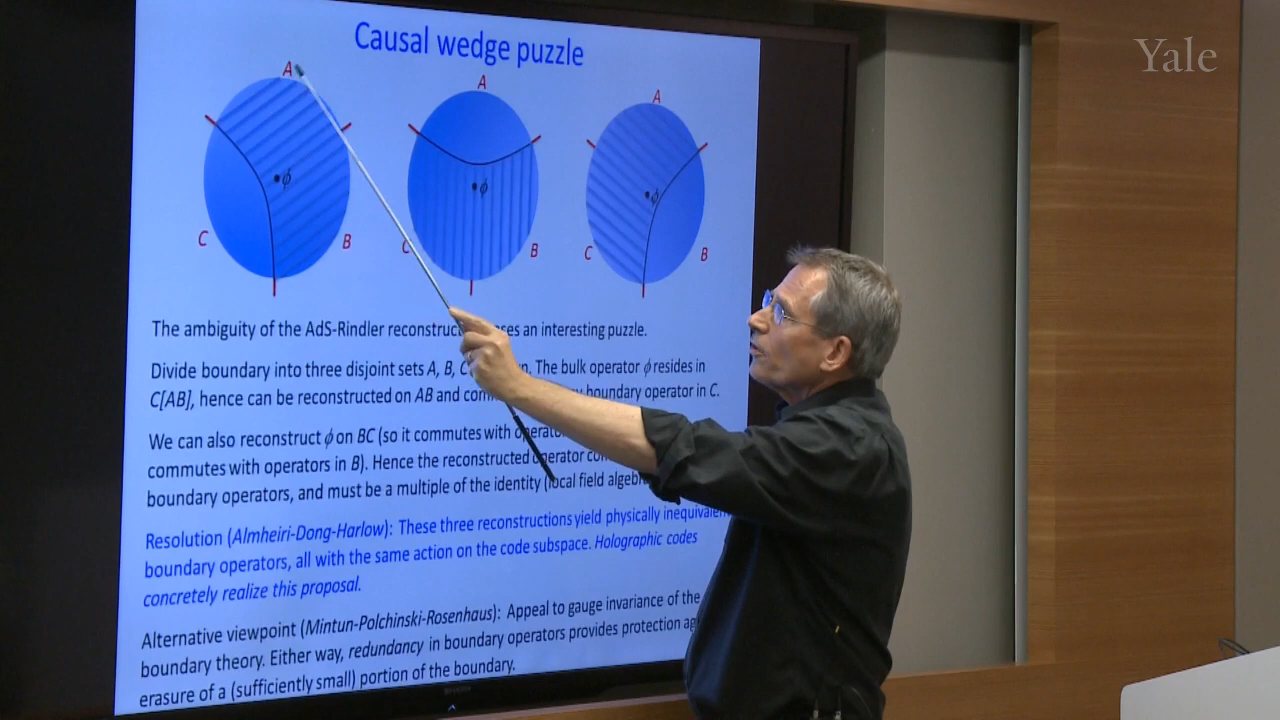 Causal wedge puzzle
Yale
A
A
A
ϕ
ϕ
ϕ
C
B
C
B
C
B
The ambiguity of the AdS-Rindler an interesting puzzle.
Divide boundary into three disjoint sets A, B, The bulk operator ϕ resides in
C[AB], hence can be reconstructed on AB and boundary operator in C.
We can also reconstruct ϕ on BC (so it commutes with
commutes with operators in B). Hence the reconstructed operator
boundary operators, and must be a multiple of the identity (local field
Resolution (Almheiri-Dong-Harlow): These three reconstructions yield physically
boundary operators, all with the same action on the code subspace. Holographic codes
concretely realize this proposal.
Alternative viewpoint (Mintun-Polchinski-Rosenhaus): Appeal to gauge invariance of the
boundary theory. Either way, redundancy in boundary operators provides protection
erasure of a (sufficiently small) portion of the boundary.